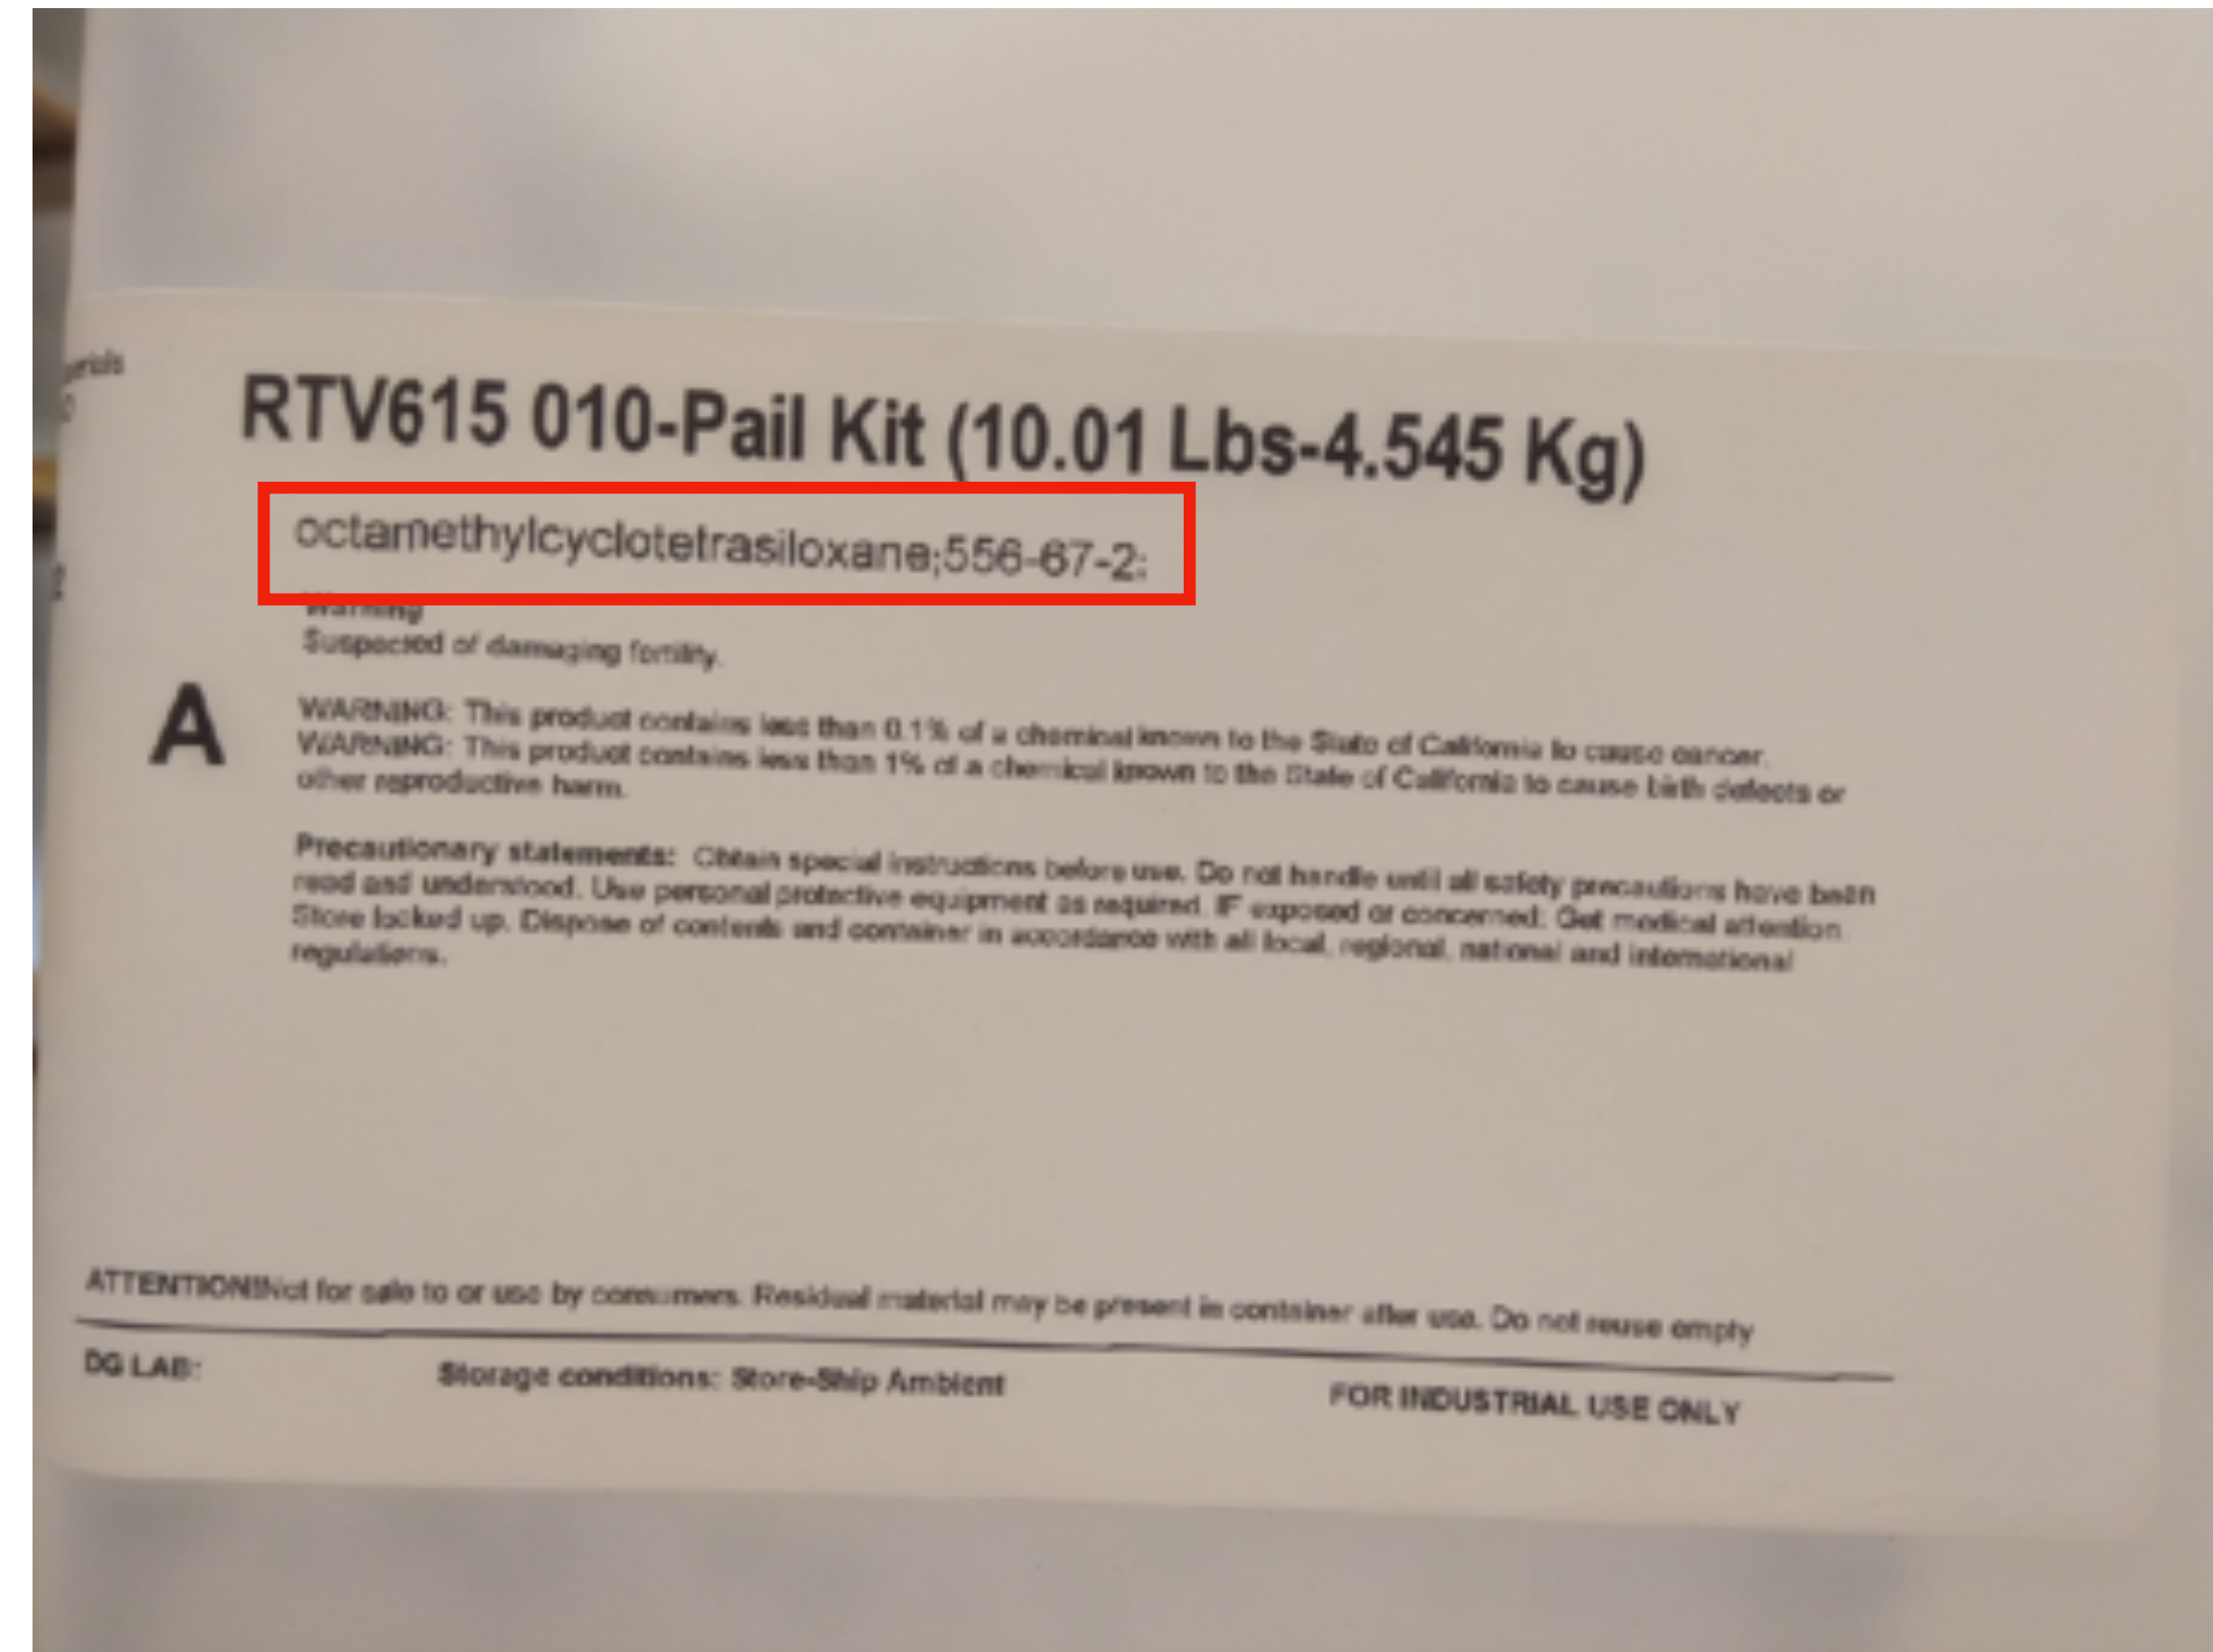 RTV615 010-Pail Kit (10.01 Lbs-4.545 Kg)
octamethylcyclotetrasiloxane;556-67-2;
Warning
Suspected of damaging fertility.
A
WARNING: This product contains less than 0.1% of a chemical known to the State of California to cause cancer.
WARNING: This product contains less than 1% of a chemical known to the State of California to cause birth defects or
other reproductive harm.
Precautionary statements: Obtain special instructions before use. Do not handle until all safety precautions have been
read and understood. Use personal protective equipment as required. IF exposed or concerned: Get medical attention.
Store locked up. Dispose of contents and container in accordance with all local, regional, national and international
regulations.
ATTENTION!Not for sale to or use by consumers. Residual material may be present in container after use. Do not reuse empty
DG LAB:
Storage conditions: Store-Ship Ambient
FOR INDUSTRIAL USE ONLY